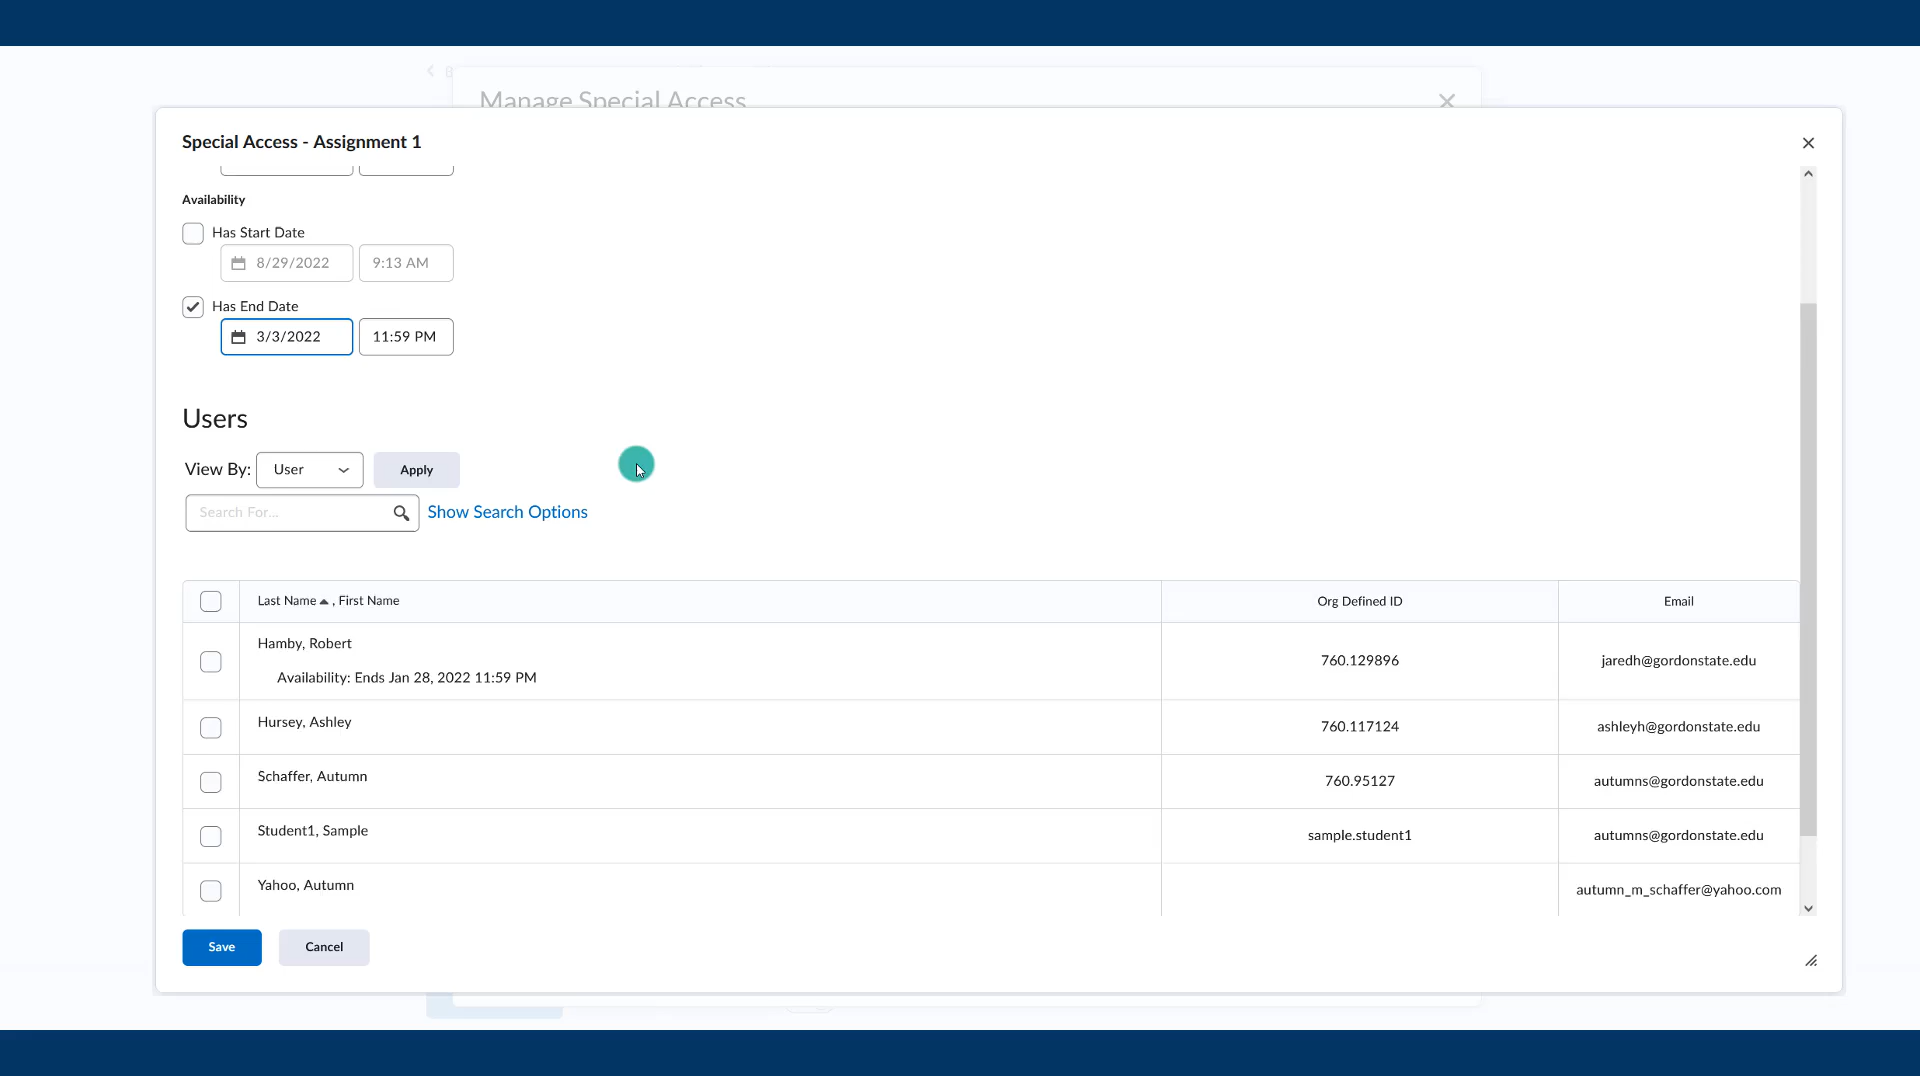 Manage Special Access
Special Access - Assignment 1
Availability
Has Start Date
8/29/2022 9:13 AM
Has End Date
3/3/2022 11:59 PM
Users
View By: User Apply
Search For... Show Search Options
Last Name , First Name Org Defined ID Email
Hamby, Robert
Availability: Ends Jan 28, 2022 11:59 PM
760.129896 jaredh@gordonstate.edu
Hursey, Ashley 760.117124 ashleyh@gordonstate.edu
Schaffer, Autumn 760.95127 autumns@gordonstate.edu
Student1, Sample sample.student1 autumns@gordonstate.edu
Yahoo, Autumn autumn_m_schaffer@yahoo.com
Save Cancel